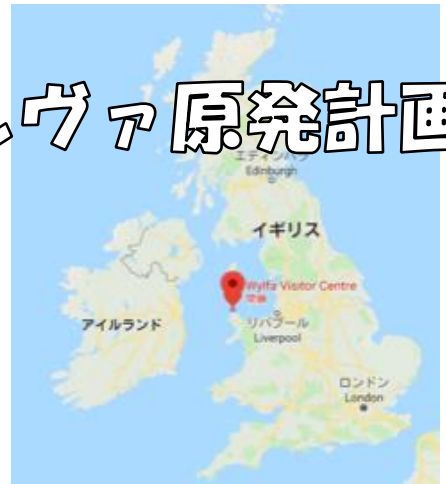 ルヴァ原発計画
エディンバラ
Edinburgh
イギリス
Wylfa Visitor Centre
アイルランド
リバプール
Liverpool
ロンドン
London